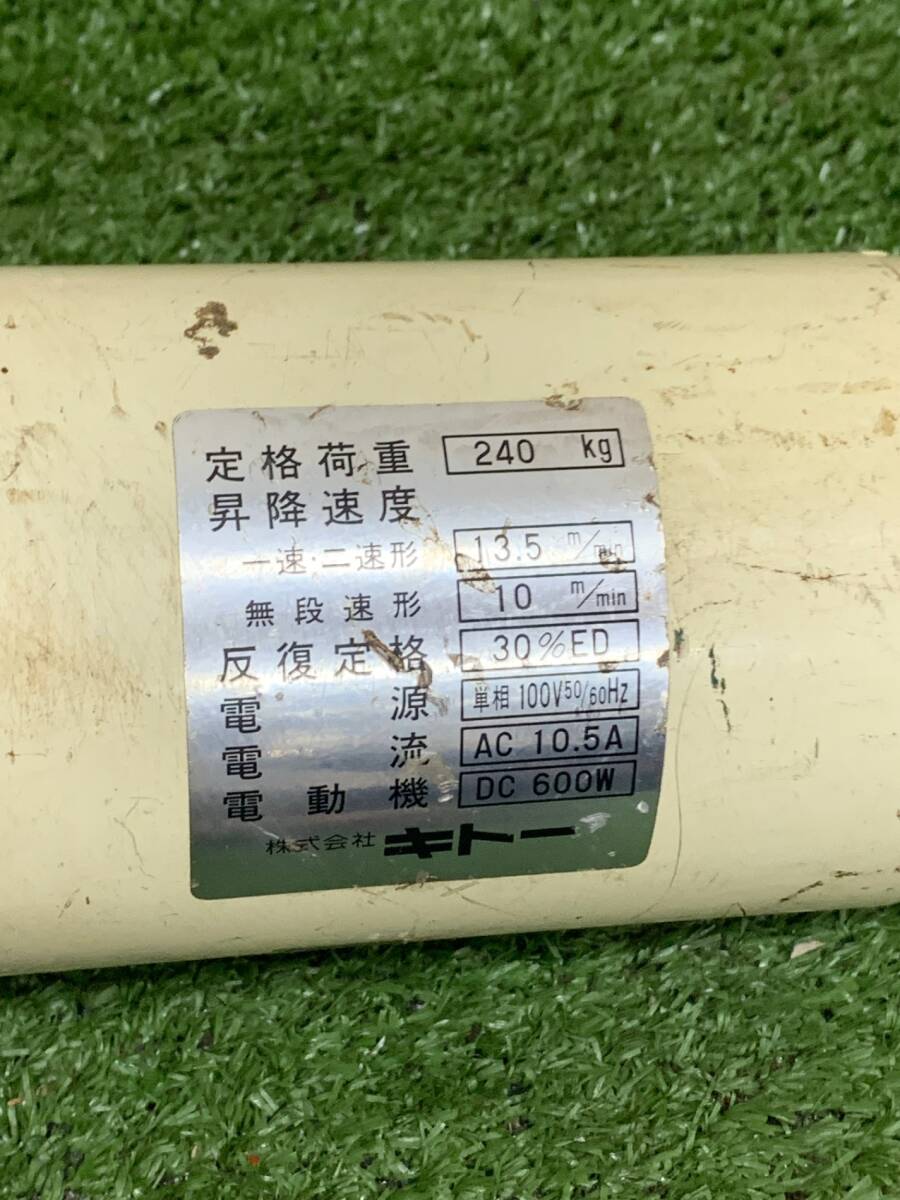 定格荷重 240 kg
昇降速度
一速・二速形 13.5 m/min
無段速形 10 m/min
反復定格 30%ED
電源 単相 100V 50/60Hz
電流 AC 10.5A
電動機 DC 600W
株式会社 キトー